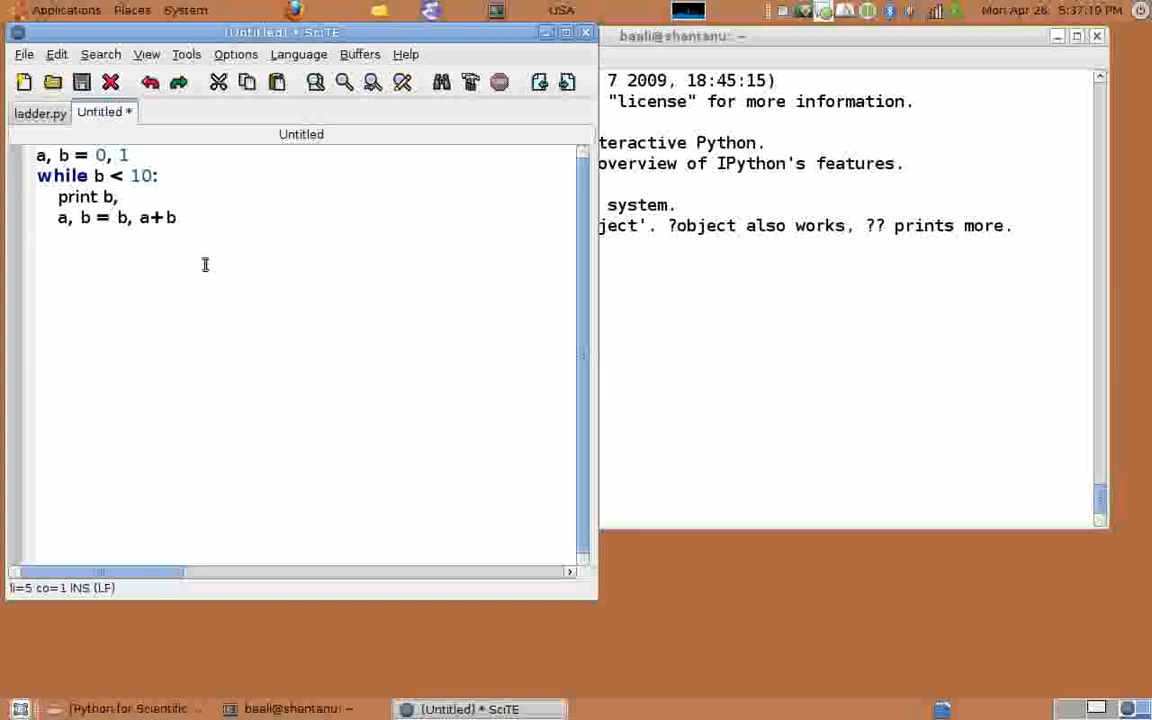 Applications Places System USA Mon Apr 26, 5:37:19 PM
(Untitled) * SciTE
baali@shantanu: ~
File Edit Search View Tools Options Language Buffers Help
ladder.py Untitled *
Untitled
a, b = 0, 1
while b < 10:
print b,
a, b = b, a+b
7 2009, 18:45:15)
"license" for more information.
teractive Python.
overview of IPython's features.
system.
ject'. ?object also works, ?? prints more.
li=5 co=1 INS (LF)
[Python for Scientific ... baali@shantanu: ~ (Untitled) * SciTE